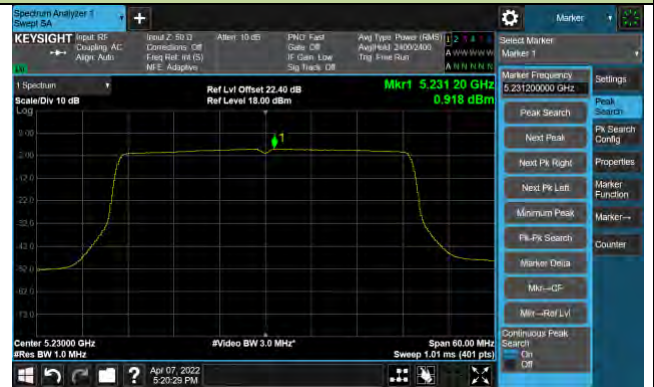 Spectrum Analyzer 1
Swept SA
+
Marker
KEYSIGHT
Input: RF
Coupling: AC
Align: Auto
Input Z: 50 Ω
Corrections: Off
Freq Ref: Int (S)
NFE: Adaptive
Atten: 10 dB
PNO: Fast
Gate: Off
IF Gain: Low
Sig Track: Off
Avg Type: Power (RMS)
Avg|Hold: 2400/2400
Trig: Free Run
1 2 3 4 5 6
A W W W W W
A N N N N N
Select Marker
Marker 1
1 Spectrum
Scale/Div 10 dB
Log
Ref Lvl Offset 22.40 dB
Ref Level 18.00 dBm
Mkr1 5.231 20 GHz
0.918 dBm
Marker Frequency
5.231200000 GHz
Peak Search
Next Peak
Next Pk Right
Next Pk Left
Minimum Peak
Pk-Pk Search
Marker Delta
Mkr→CF
Mkr→Ref Lvl
Continuous Peak
Search
On
Off
Settings
Peak
Search
Pk Search
Config
Properties
Marker
Function
Marker→
Counter
8.00
-2.00
-12.0
-22.0
-32.0
-42.0
-52.0
-62.0
-72.0
1
Center 5.23000 GHz
#Res BW 1.0 MHz
#Video BW 3.0 MHz*
Span 60.00 MHz
Sweep 1.01 ms (401 pts)
?
Apr 07, 2022
5:20:29 PM